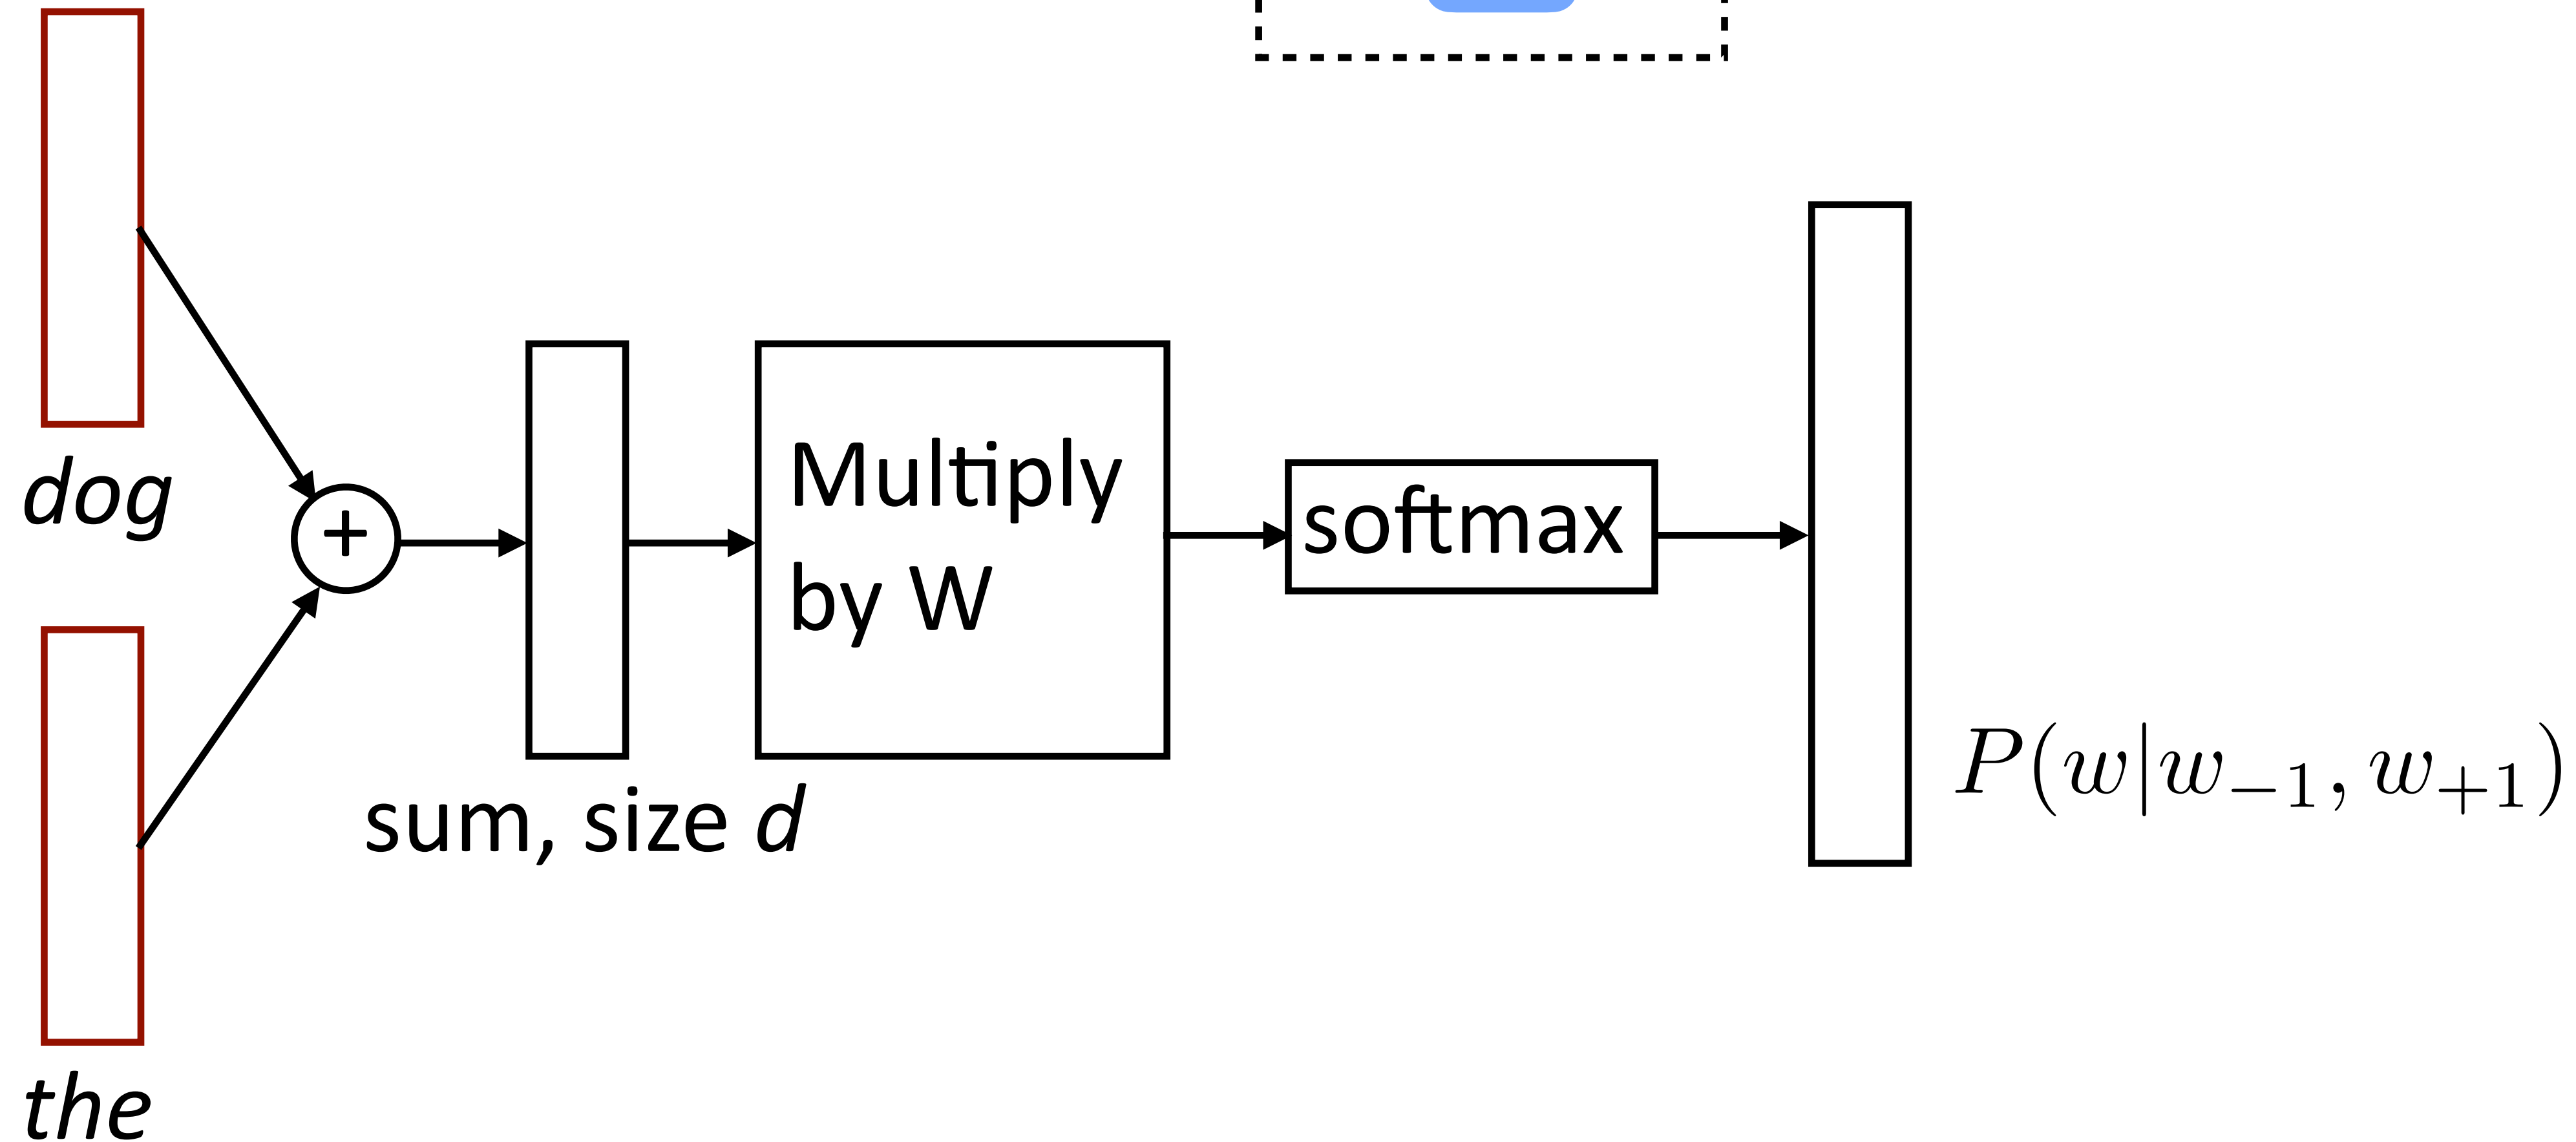 dog
+
sum, size d
Multiply
by W
softmax
P(w|w₋₁, w₊₁)
the